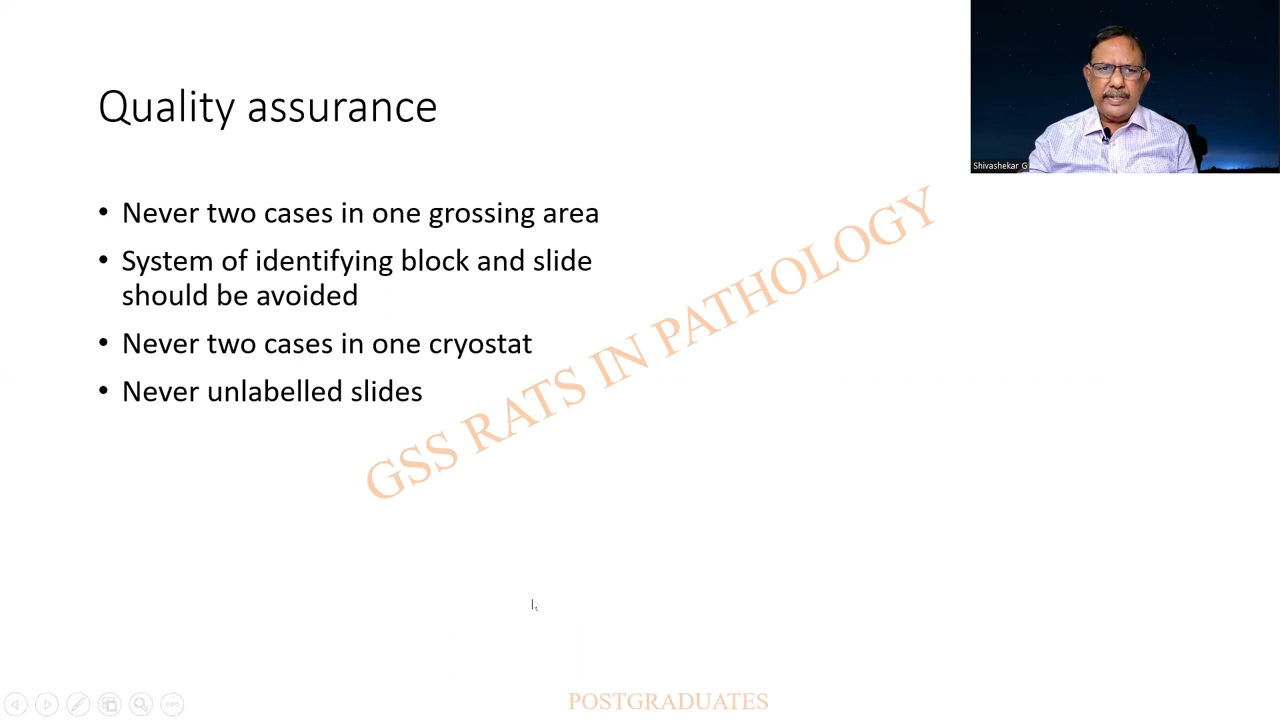 Quality assurance
• Never two cases in one grossing area
• System of identifying block and slide
should be avoided
• Never two cases in one cryostat
• Never unlabelled slides
GSS RATS IN PATHOLOGY
Shivashekar G
POSTGRADUATES